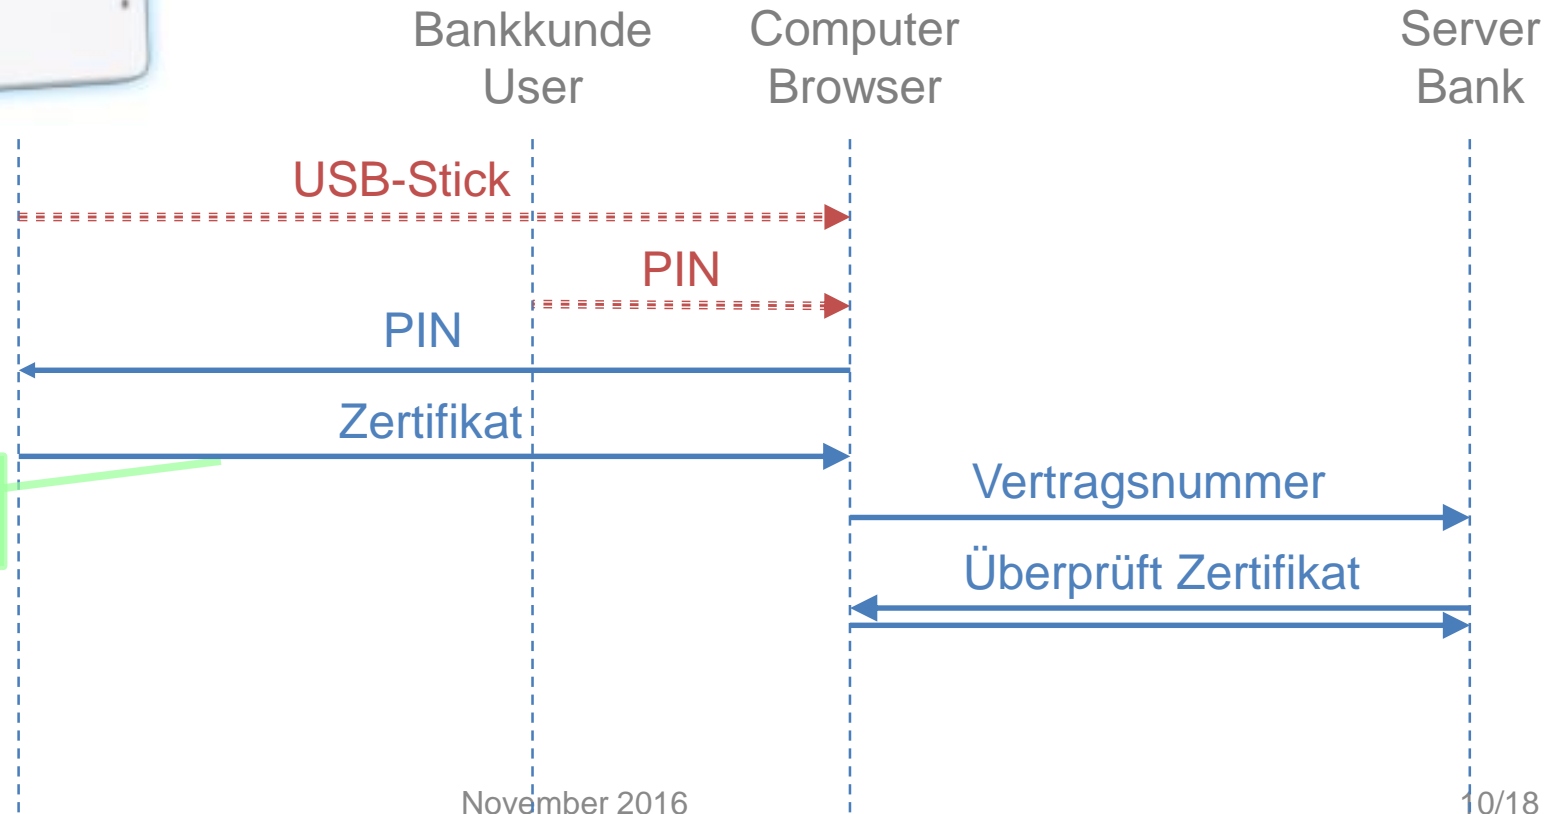 Bankkunde
User
Computer
Browser
Server
Bank
USB-Stick
PIN
PIN
Zertifikat
Vertragsnummer
Überprüft Zertifikat
November 2016
10/18